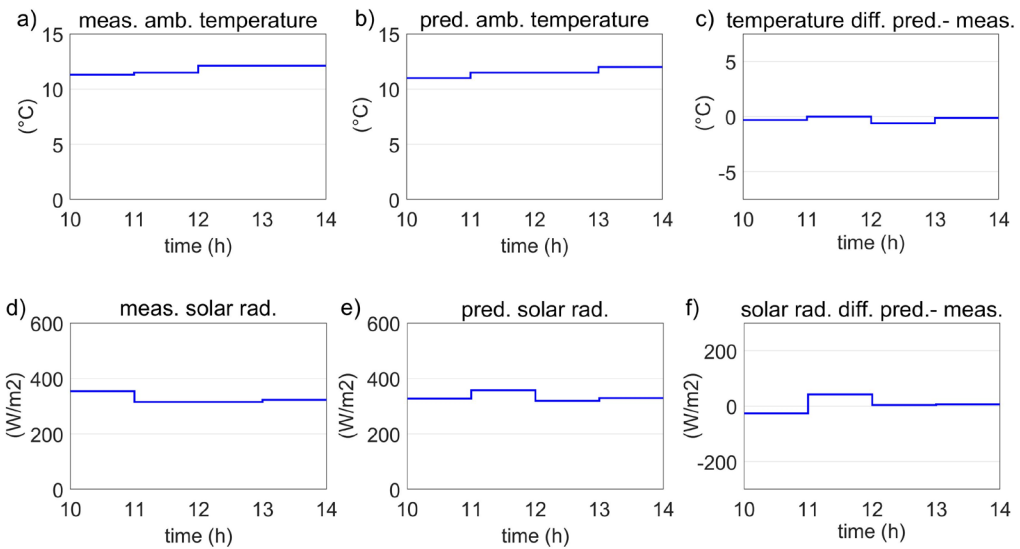 a) meas. amb. temperature
15
10
5
0
(°C)
10 11 12 13 14
time (h)
b) pred. amb. temperature
15
10
5
0
(°C)
10 11 12 13 14
time (h)
c) temperature diff. pred.- meas.
5
0
-5
(°C)
10 11 12 13 14
time (h)
d) meas. solar rad.
600
400
200
0
(W/m2)
10 11 12 13 14
time (h)
e) pred. solar rad.
600
400
200
0
(W/m2)
10 11 12 13 14
time (h)
f) solar rad. diff. pred.- meas.
200
0
-200
(W/m2)
10 11 12 13 14
time (h)